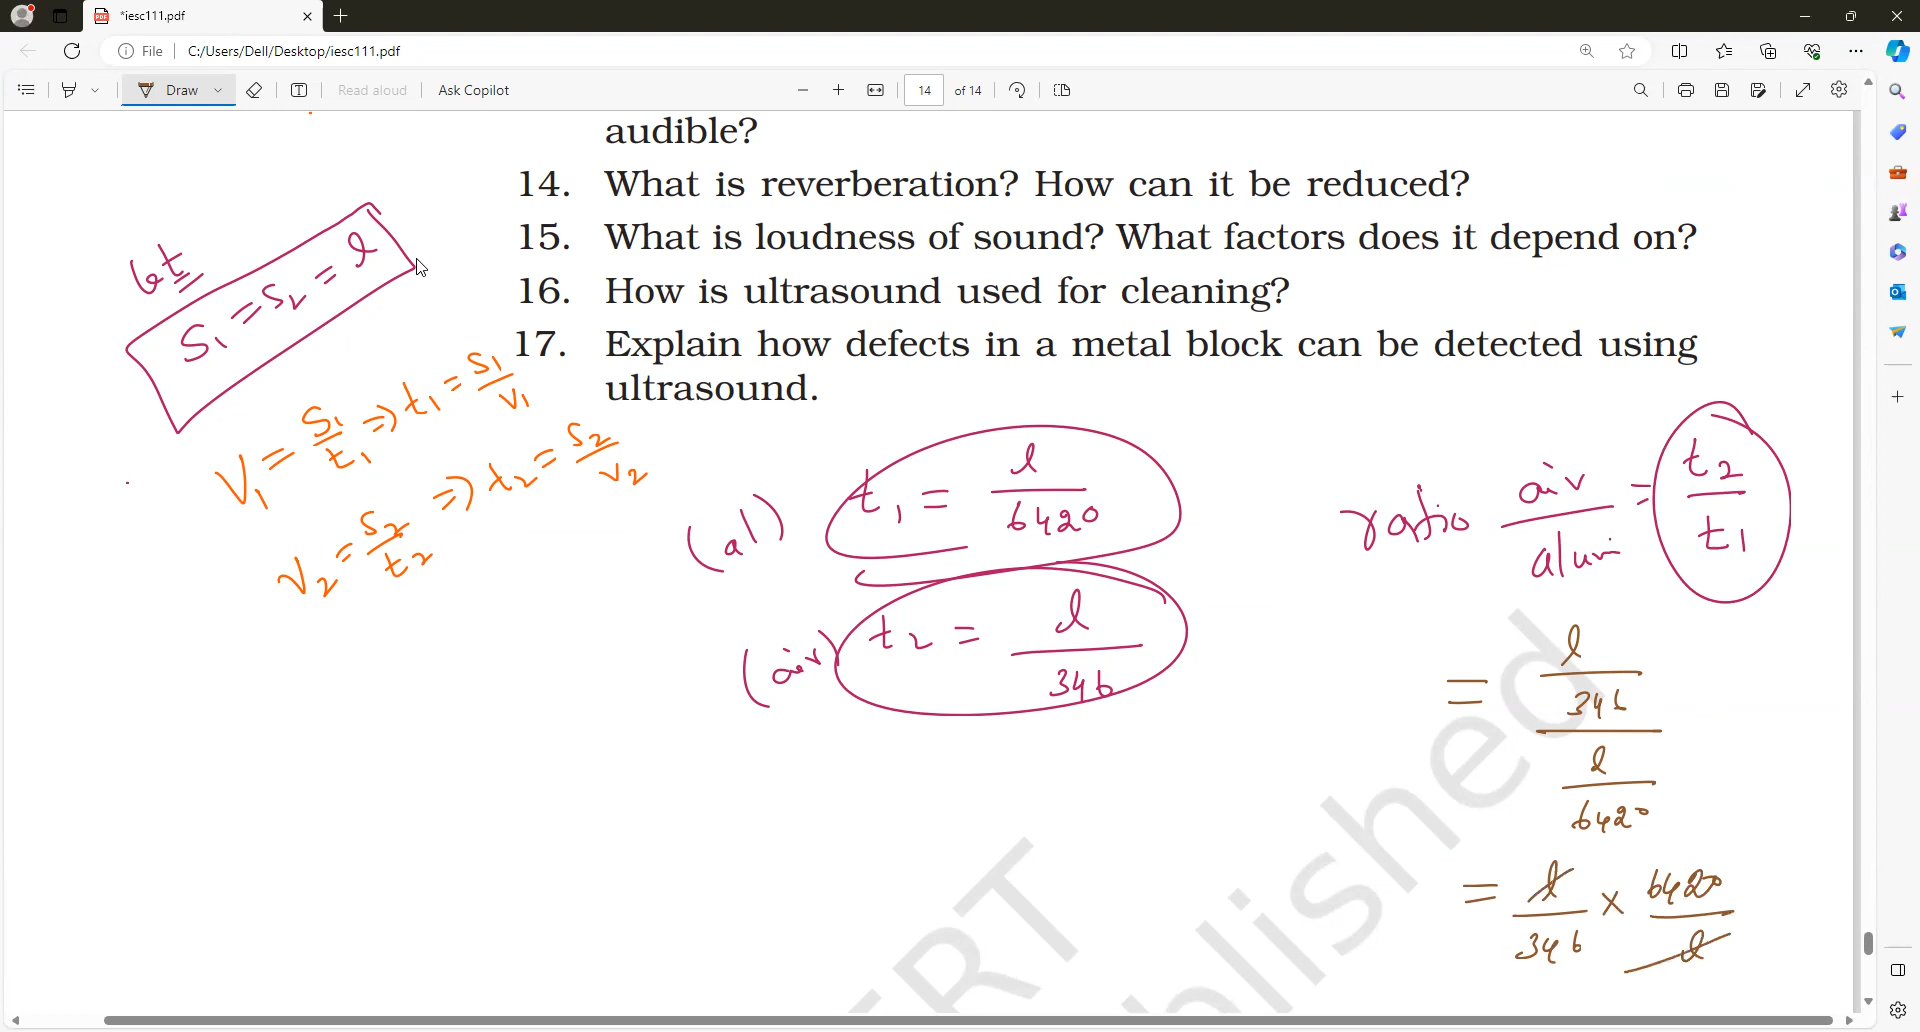 *iesc111.pdf
File C:/Users/Dell/Desktop/iesc111.pdf
Draw Read aloud Ask Copilot 14 of 14
audible?
14. What is reverberation? How can it be reduced?
15. What is loudness of sound? What factors does it depend on?
16. How is ultrasound used for cleaning?
17. Explain how defects in a metal block can be detected using
ultrasound.
let
S₁ = S₂ = l
V₁ = S₁/t₁ ⇒ t₁ = S₁/V₁
V₂ = S₂/t₂ ⇒ t₂ = S₂/V₂
(al) t₁ = l/6420
(air) t₂ = l/346
ratio air/alum = t₂/t₁
= l/346 / l/6420
= l/346 × 6420/l
RT
blished